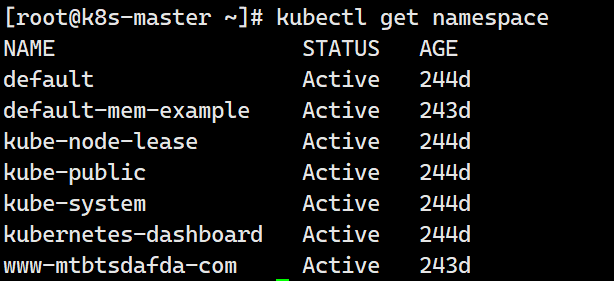 [root@k8s-master ~]# kubectl get namespace
NAME STATUS AGE
default Active 244d
default-mem-example Active 243d
kube-node-lease Active 244d
kube-public Active 244d
kube-system Active 244d
kubernetes-dashboard Active 244d
www-mtbtsdafda-com Active 243d